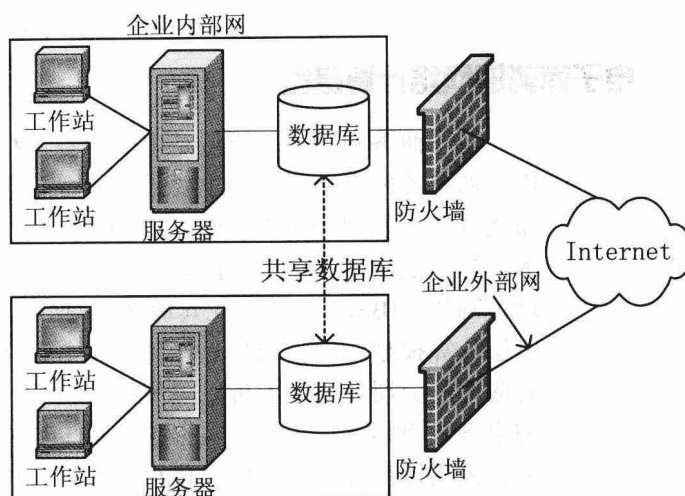 企业内部网
工作站
工作站
服务器
数据库
防火墙
Internet
共享数据库
企业外部网
工作站
工作站
服务器
数据库
防火墙